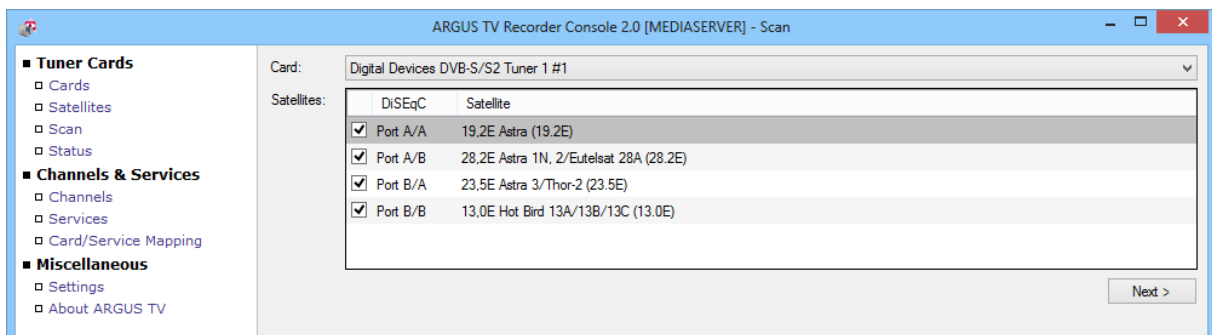 ARGUS TV Recorder Console 2.0 [MEDIASERVER] - Scan
Tuner Cards
Cards
Satellites
Scan
Status
Channels & Services
Channels
Services
Card/Service Mapping
Miscellaneous
Settings
About ARGUS TV
Card: Digital Devices DVB-S/S2 Tuner 1 #1
Satellites: DiSEqC Satellite
Port A/A 19,2E Astra (19.2E)
Port A/B 28,2E Astra 1N, 2/Eutelsat 28A (28.2E)
Port B/A 23,5E Astra 3/Thor-2 (23.5E)
Port B/B 13,0E Hot Bird 13A/13B/13C (13.0E)
Next >